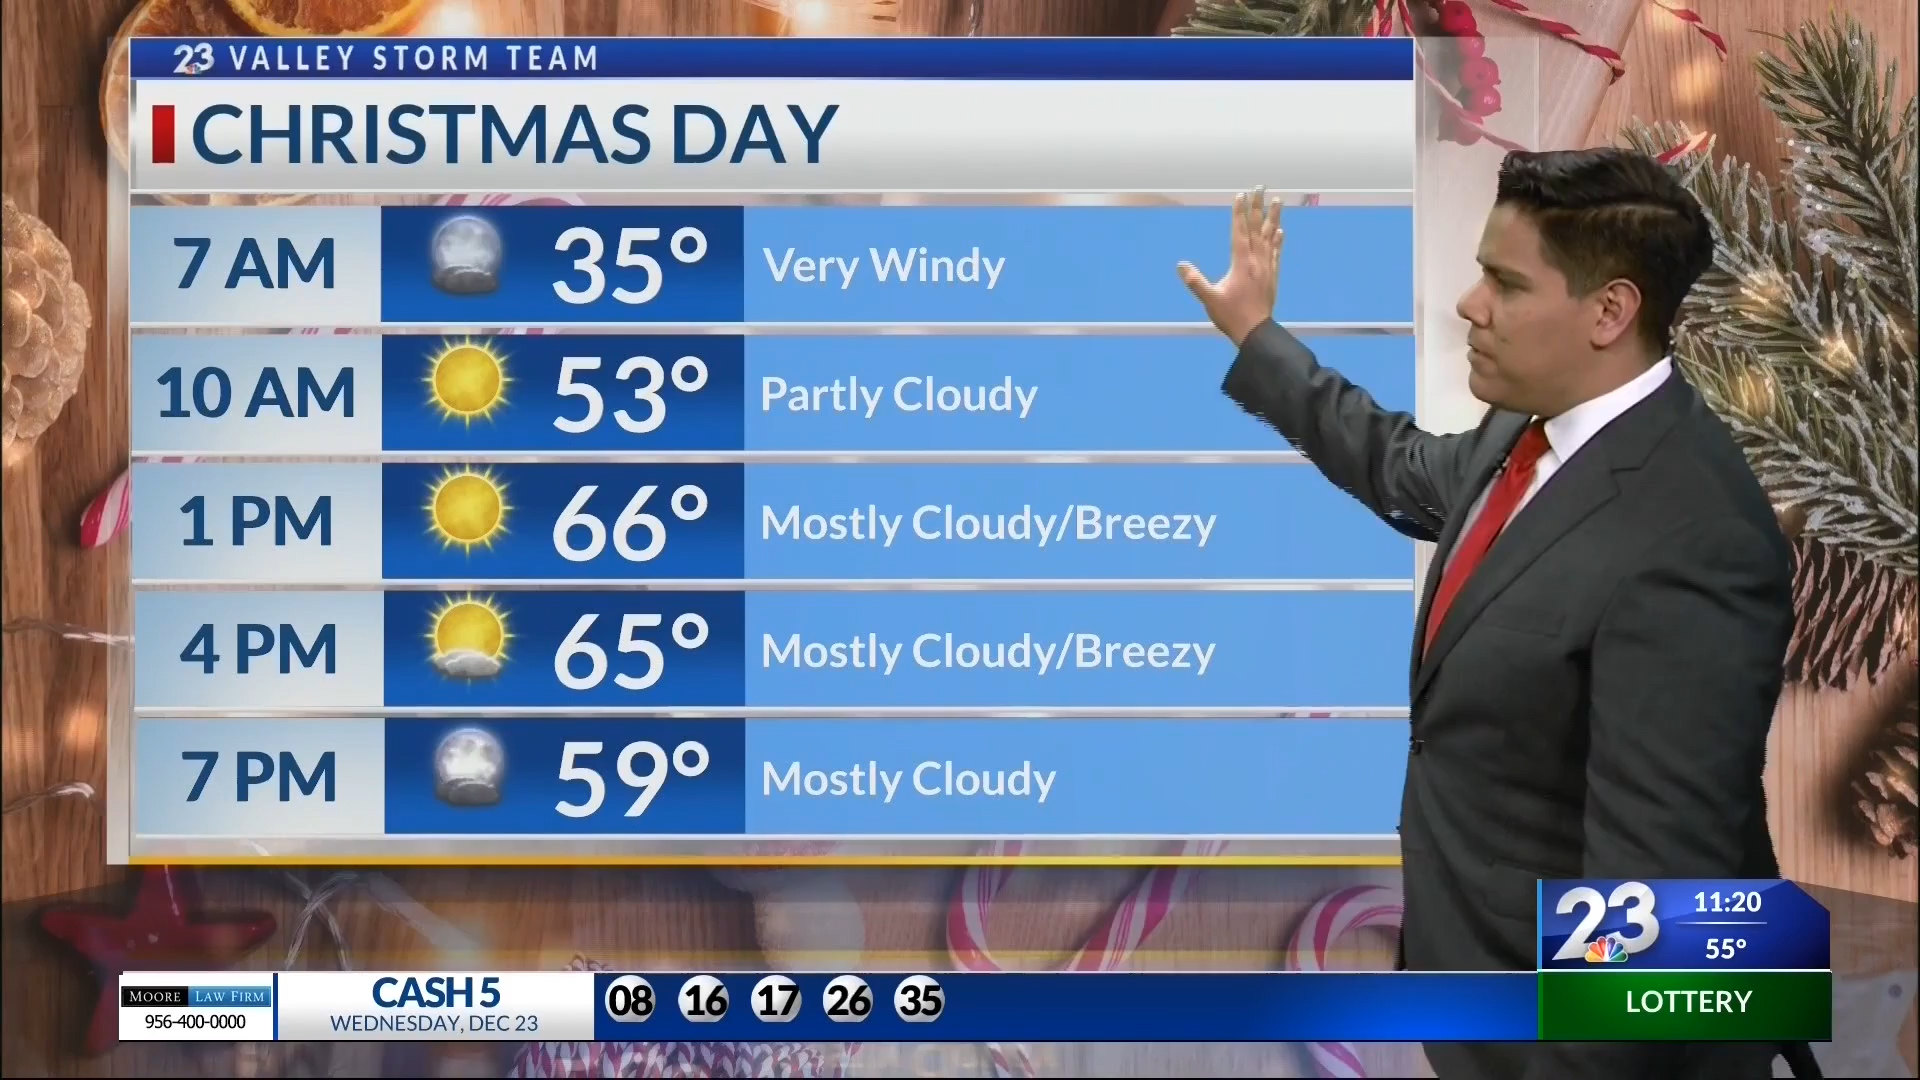 23 VALLEY STORM TEAM
CHRISTMAS DAY
7 AM 35° Very Windy
10 AM 53° Partly Cloudy
1 PM 66° Mostly Cloudy/Breezy
4 PM 65° Mostly Cloudy/Breezy
7 PM 59° Mostly Cloudy
23 11:20
55°
MOORE LAW FIRM
956-400-0000
CASH 5
WEDNESDAY, DEC 23
08 16 17 26 35
LOTTERY